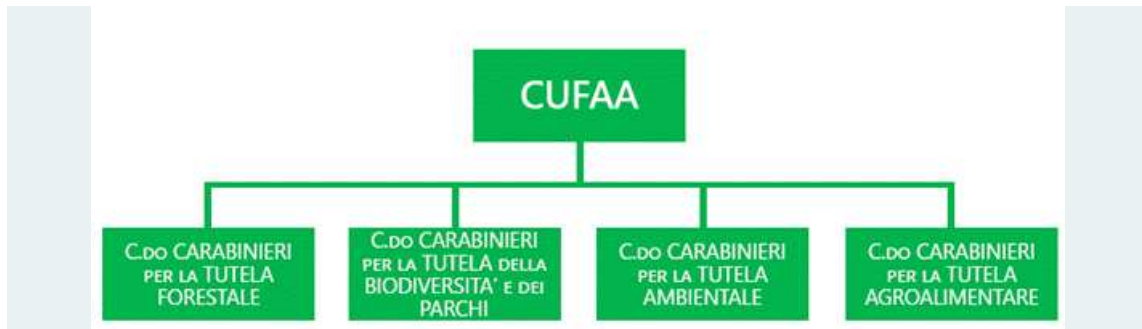 CUFAA
C.DO CARABINIERI
PER LA TUTELA
FORESTALE
C.DO CARABINIERI
PER LA TUTELA DELLA
BIODIVERSITA' E DEI
PARCHI
C.DO CARABINIERI
PER LA TUTELA
AMBIENTALE
C.DO CARABINIERI
PER LA TUTELA
AGROALIMENTARE